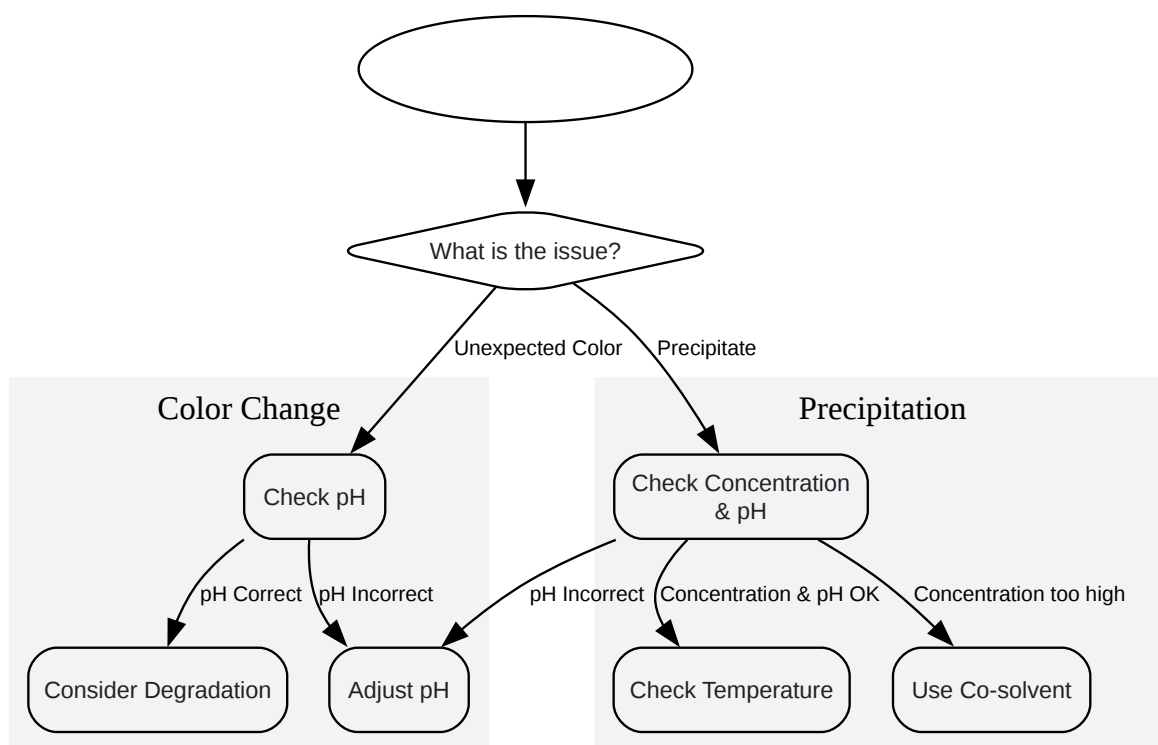 What is the issue?
Unexpected Color
Precipitate
Color Change
Precipitation
Check pH
Check Concentration
& pH
pH Correct
pH Incorrect
pH Incorrect
Concentration & pH OK
Concentration too high
Consider Degradation
Adjust pH
Check Temperature
Use Co-solvent